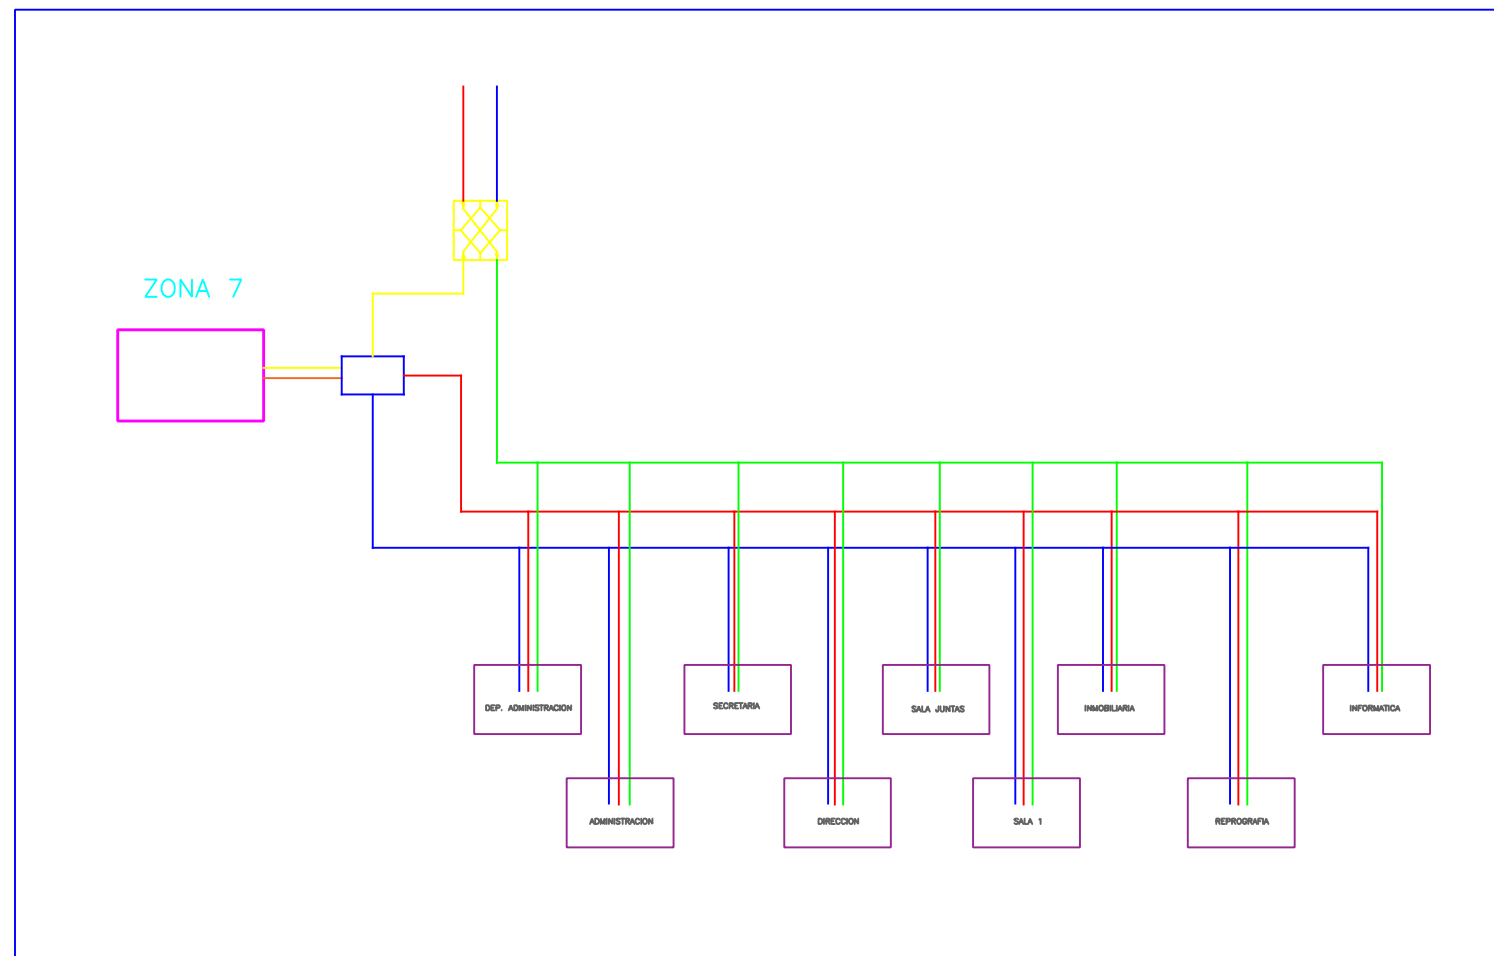 ZONA 7
DEP. ADMINISTRACION
SECRETARIA
SALA JUNTAS
INMOBILIARIA
INFORMATICA
ADMINISTRACION
DIRECCION
SALA 1
REPROGRAFIA